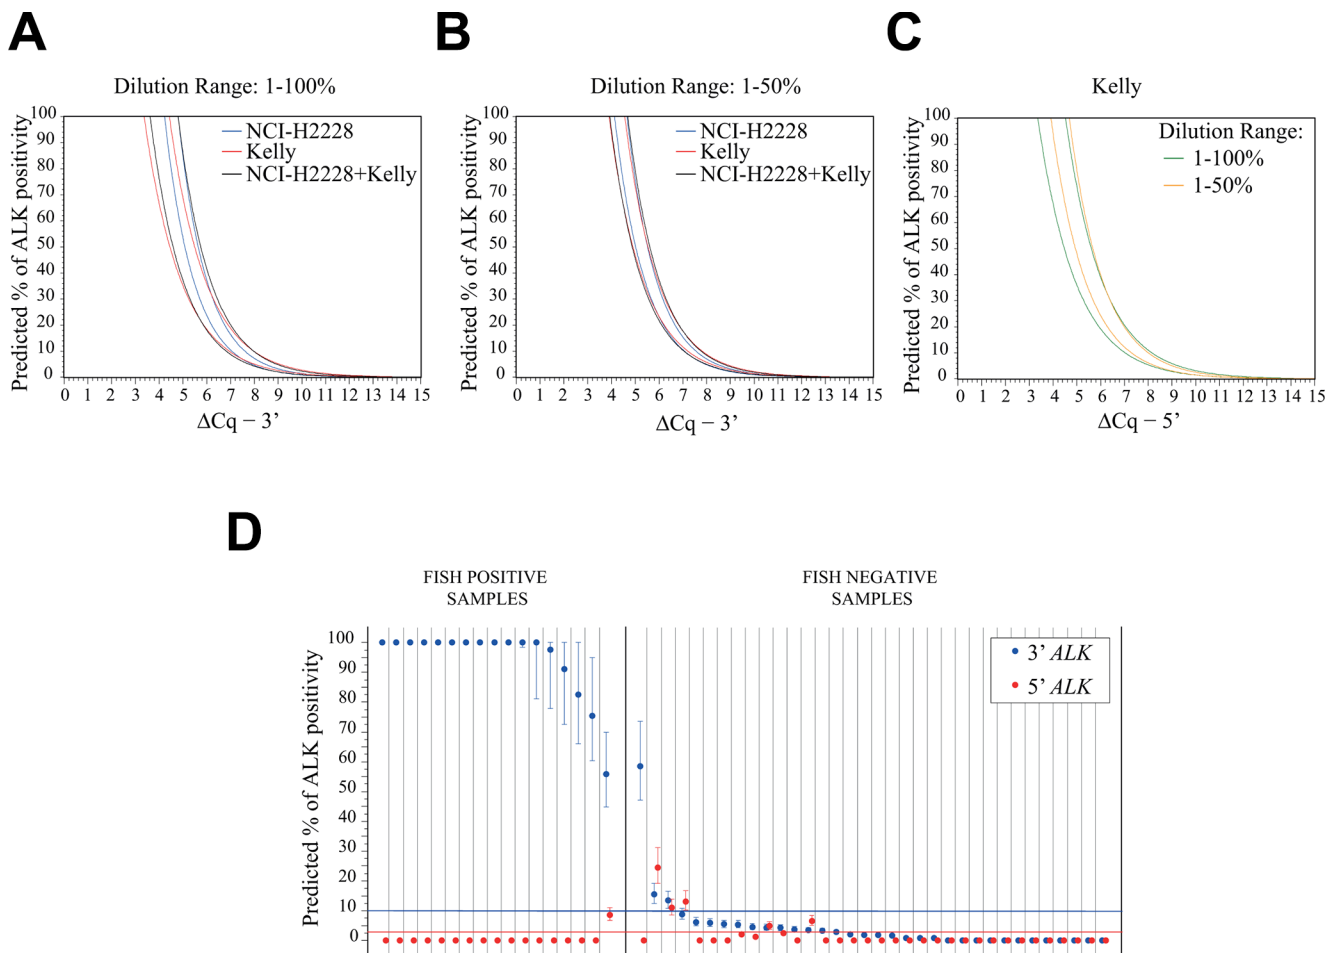 A
B
C
Dilution Range: 1-100%
Predicted % of ALK positivity
100
90
80
70
60
50
40
30
20
10
0
NCI-H2228
Kelly
NCI-H2228+Kelly
0 1 2 3 4 5 6 7 8 9 10 11 12 13 14 15
ΔCq − 3’
Dilution Range: 1-50%
Predicted % of ALK positivity
100
90
80
70
60
50
40
30
20
10
0
NCI-H2228
Kelly
NCI-H2228+Kelly
0 1 2 3 4 5 6 7 8 9 10 11 12 13 14 15
ΔCq − 3’
Kelly
Predicted % of ALK positivity
100
90
80
70
60
50
40
30
20
10
0
Dilution Range:
1-100%
1-50%
0 1 2 3 4 5 6 7 8 9 10 11 12 13 14 15
ΔCq − 5’
D
FISH POSITIVE
SAMPLES
FISH NEGATIVE
SAMPLES
Predicted % of ALK positivity
100
90
80
70
60
50
40
30
20
10
0
3’ ALK
5’ ALK